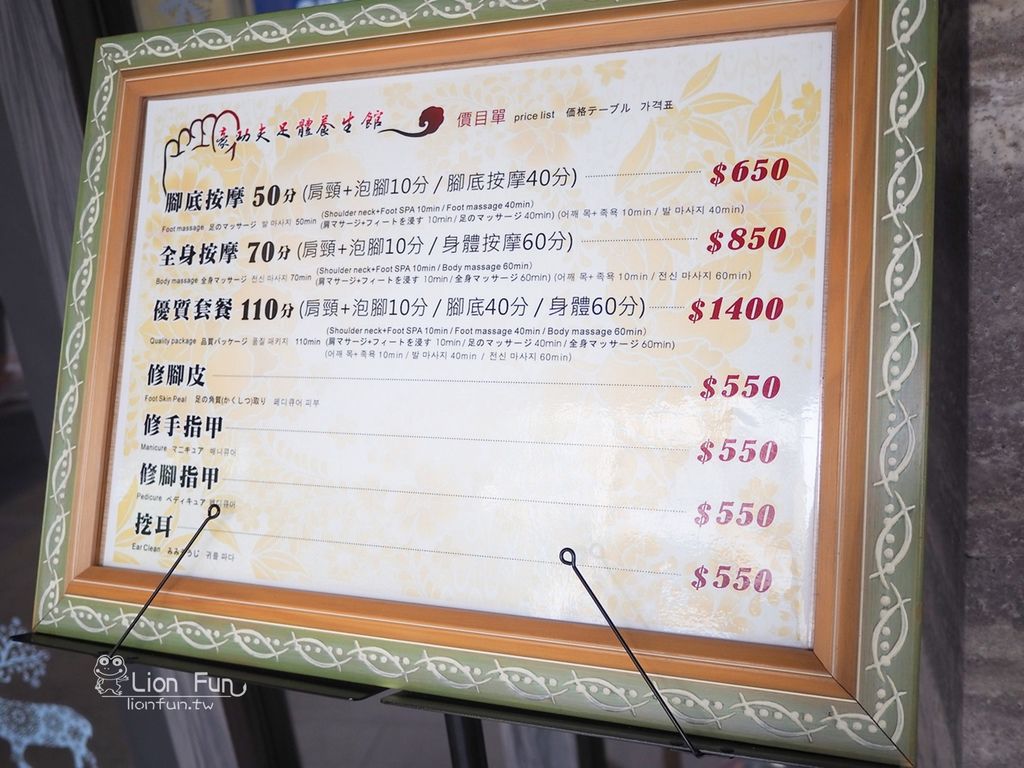 豪功夫足體養生館 價目單 price list 価格テーブル 가격표
腳底按摩 50分 (肩頸+泡腳10分 / 腳底按摩40分) $650
(Shoulder neck+Foot SPA 10min / Foot massage 40min)
Foot massage 足のマッサージ 발 마사지 50min (肩マサージ+フィートを浸す 10min / 足のマッサージ 40min) (어깨 목+ 족욕 10min / 발 마사지 40min)
全身按摩 70分 (肩頸+泡腳10分 / 身體按摩60分) $850
(Shoulder neck+Foot SPA 10min / Body massage 60min)
Body massage 全身マッサージ 전신 마사지 70min (肩マサージ+フィートを浸す 10min / 全身マッサージ 60min) (어깨 목+ 족욕 10min / 전신 마사지 60min)
優質套餐 110分 (肩頸+泡腳10分 / 腳底40分 / 身體60分) $1400
(Shoulder neck+Foot SPA 10min / Foot massage 40min / Body massage 60min)
Quality package 品質パッケージ 품질 패키지 110min (肩マサージ+フィートを浸す 10min / 足のマッサージ 40min / 全身マッサージ 60min)
(어깨 목+ 족욕 10min / 발 마사지 40min / 전신 마사지 60min)
修腳皮 $550
Foot Skin Peal 足の角質(かくしつ)取り 페디큐어 피부
修手指甲 $550
Manicure マニキュア 매니큐어
修腳指甲 $550
Pedicure ペディキュア 페디큐어
挖耳 $550
Ear Clean みみそうじ 귀를 파다
Lion Fun
lionfun.tw